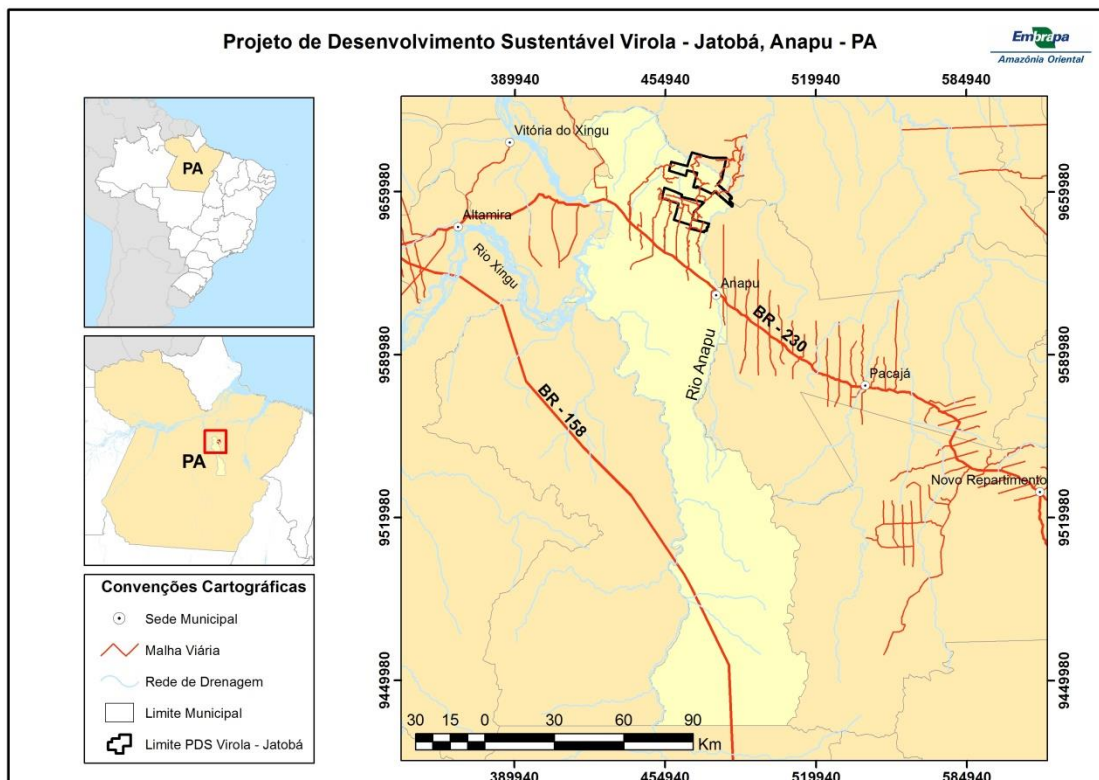 Projeto de Desenvolvimento Sustentável Virola - Jatobá, Anapu - PA
Embrapa
Amazônia Oriental
PA
PA
Convenções Cartográficas
Sede Municipal
Malha Viária
Rede de Drenagem
Limite Municipal
Limite PDS Virola - Jatobá
389940 454940 519940 584940
9659980
9589980
9519980
9449980
Vitória do Xingu
Altamira
Rio Xingu
Anapu
BR - 230
Rio Anapu
Pacajá
BR - 158
Novo Repartimento
30 15 0 30 60 90
Km
9659980
9589980
9519980
9449980
389940 454940 519940 584940